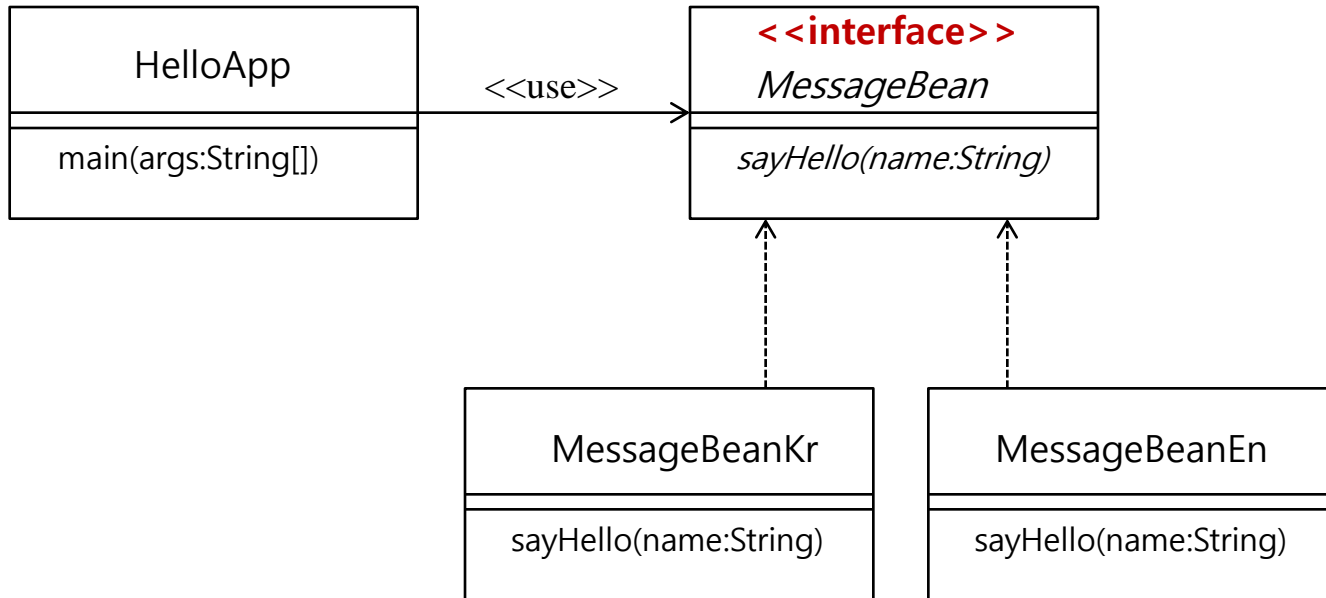 HelloApp
main(args:String[])
<<use>>
<<interface>>
MessageBean
sayHello(name:String)
MessageBeanKr
sayHello(name:String)
MessageBeanEn
sayHello(name:String)